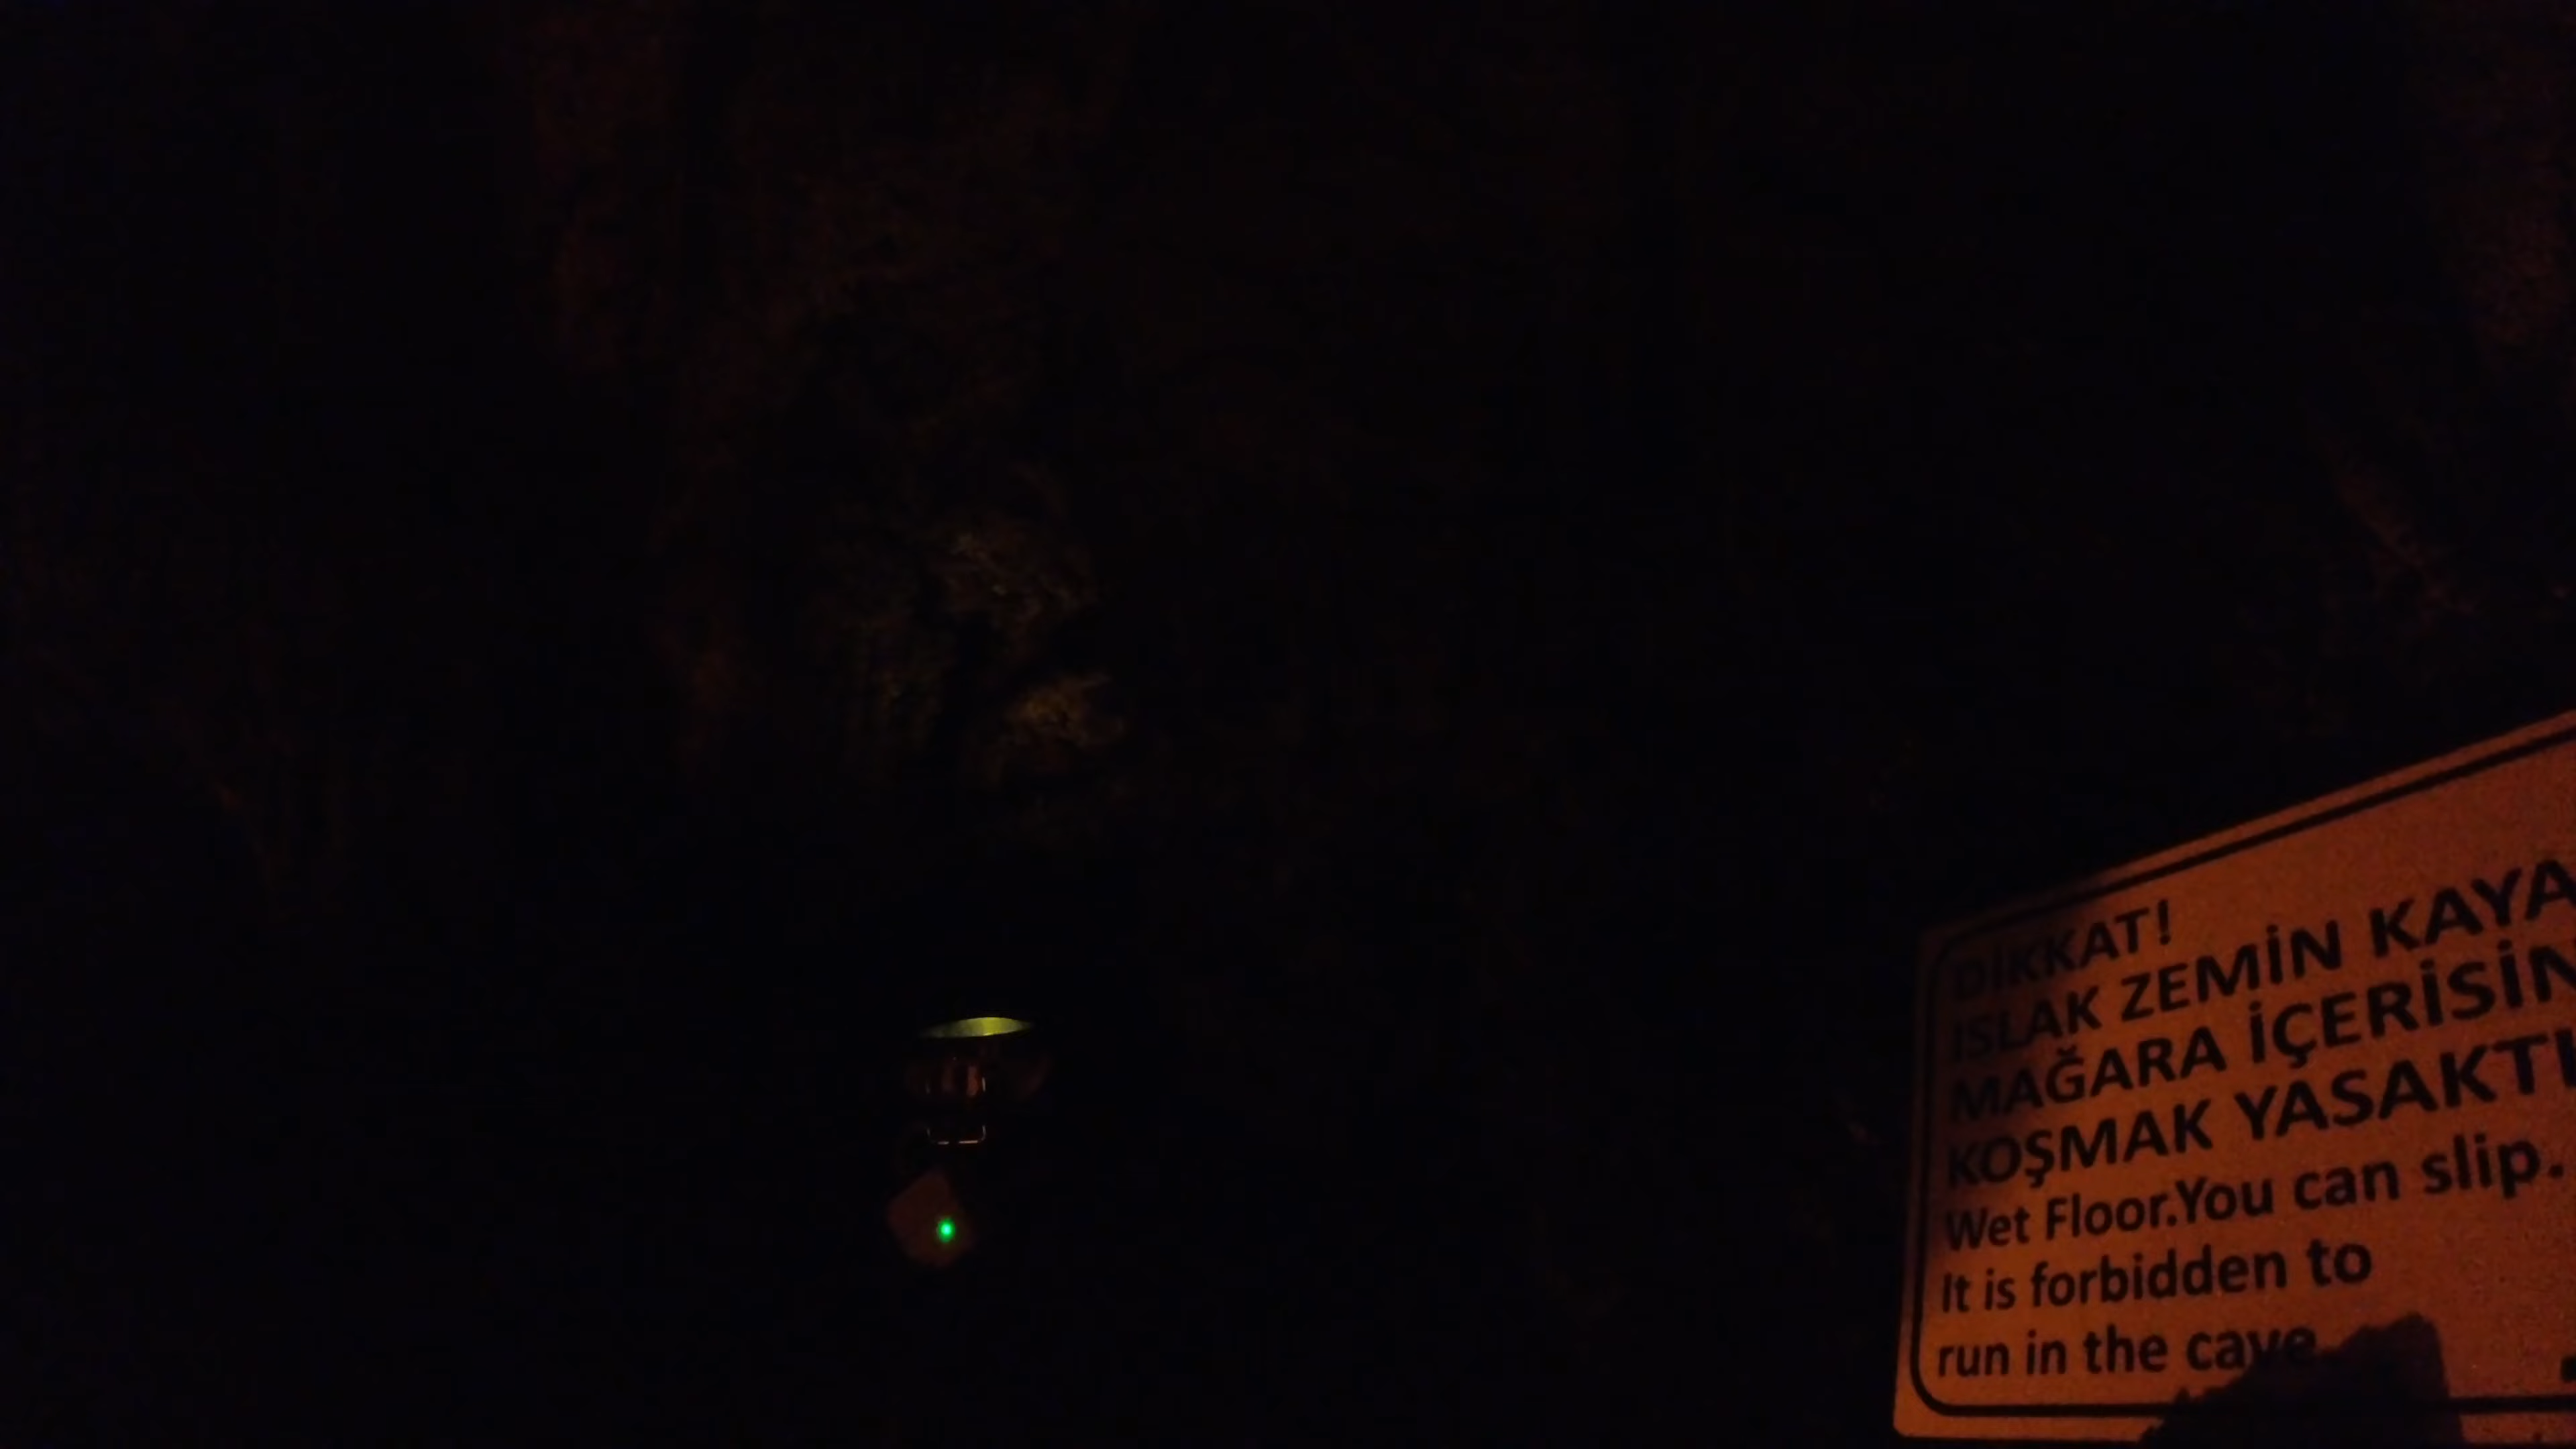 DİKKAT!
ISLAK ZEMİN KAYA
MAĞARA İÇERİSİN
KOŞMAK YASAKTI
Wet Floor.You can slip.
It is forbidden to
run in the cave